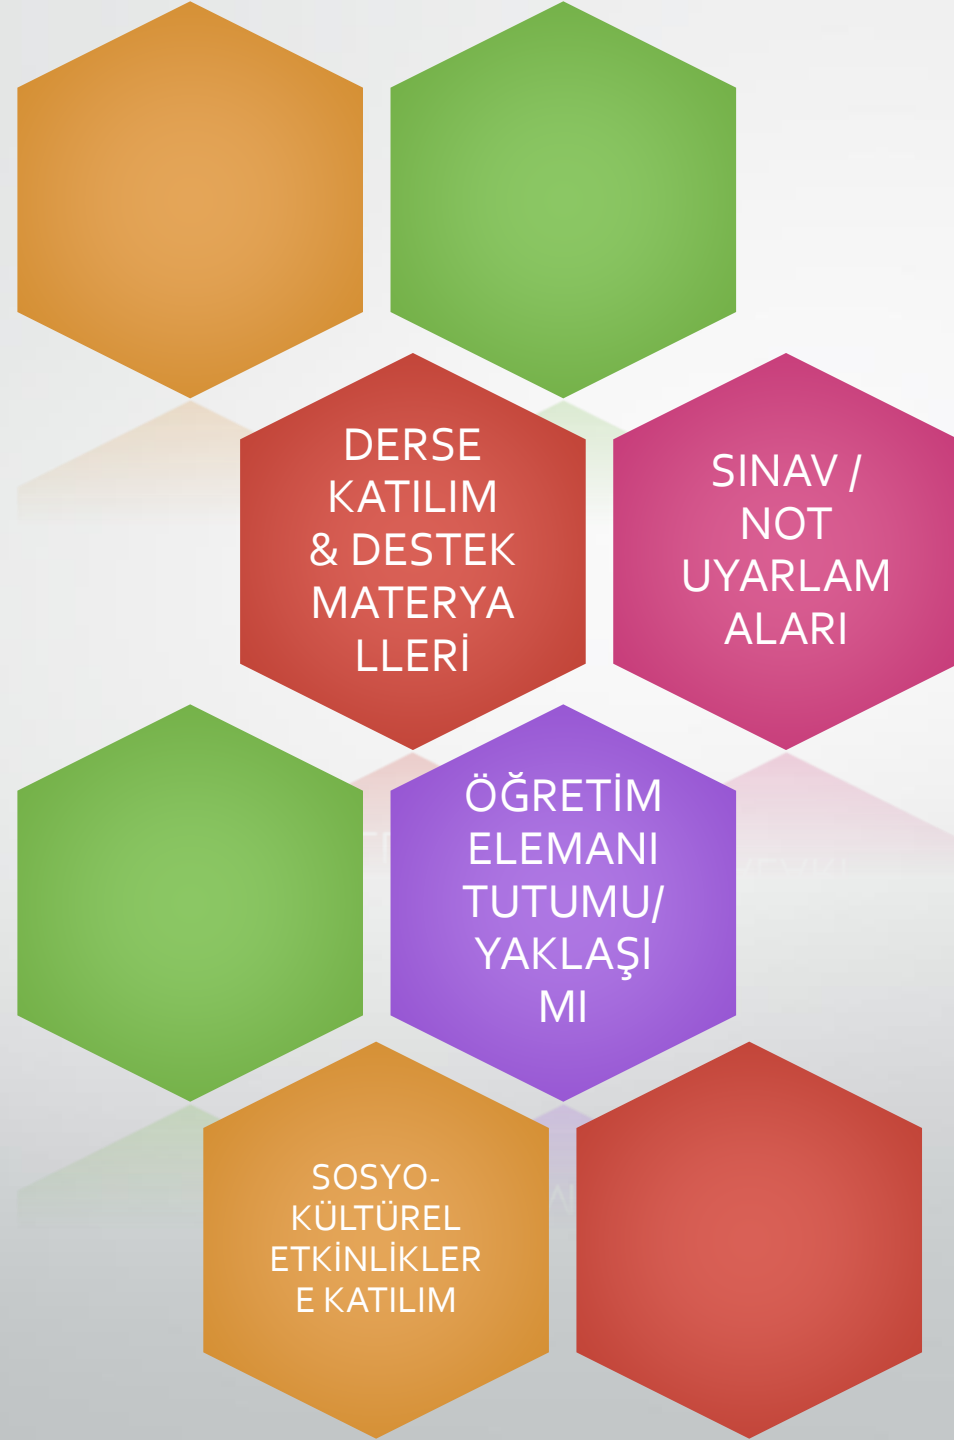 DERSE
KATILIM
& DESTEK
MATERYA
LLERİ
SINAV /
NOT
UYARLAM
ALARI
ÖĞRETİM
ELEMANI
TUTUMU/
YAKLAŞI
MI
SOSYO-
KÜLTÜREL
ETKİNLİKLER
E KATILIM